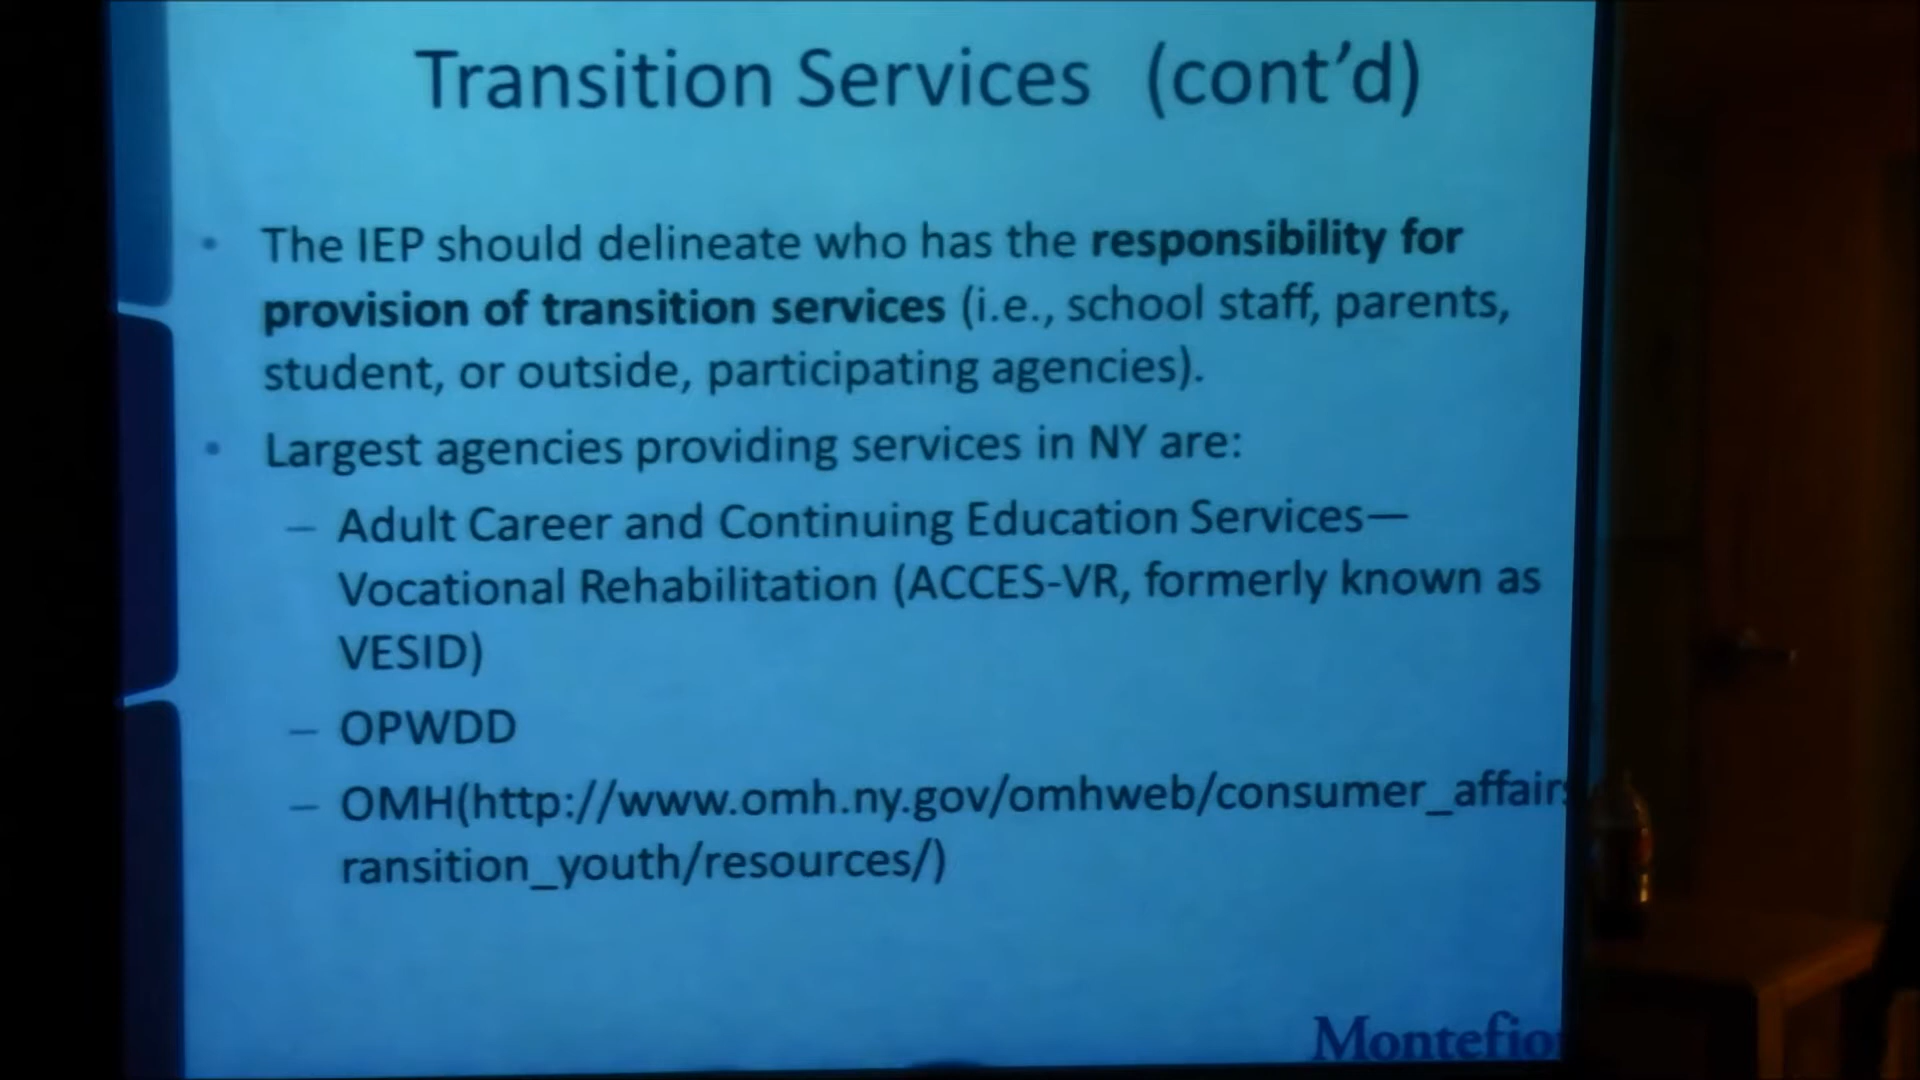 Transition Services (cont’d)
• The IEP should delineate who has the responsibility for
provision of transition services (i.e., school staff, parents,
student, or outside, participating agencies).
• Largest agencies providing services in NY are:
– Adult Career and Continuing Education Services—
Vocational Rehabilitation (ACCES-VR, formerly known as
VESID)
– OPWDD
– OMH(http://www.omh.ny.gov/omhweb/consumer_affairs
ransition_youth/resources/)
Montefio